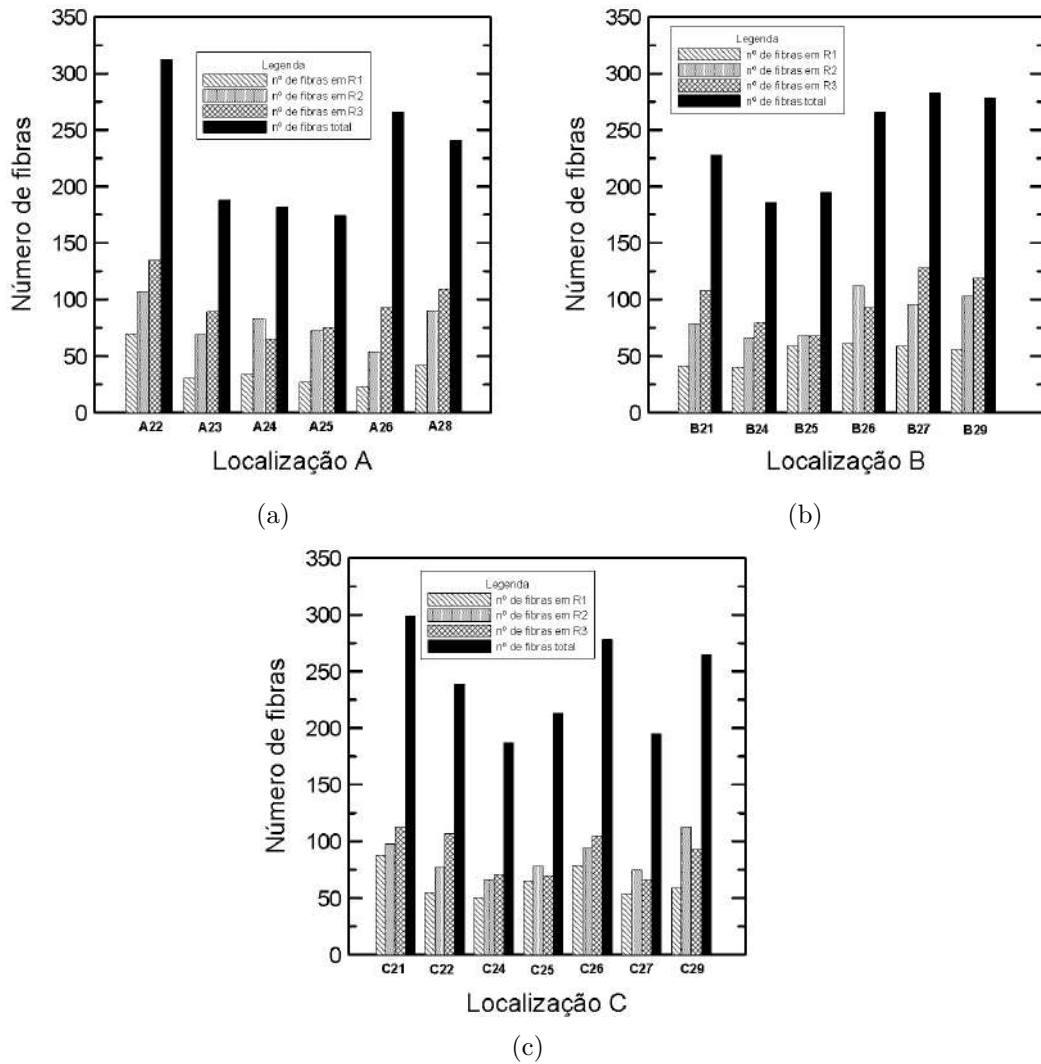 350
300
250
200
150
100
50
0
Número de fibras
Legenda
nº de fibras em R1
nº de fibras em R2
nº de fibras em R3
nº de fibras total
A22 A23 A24 A25 A26 A28
Localização A
(a)
350
300
250
200
150
100
50
0
Número de fibras
Legenda
nº de fibras em R1
nº de fibras em R2
nº de fibras em R3
nº de fibras total
B21 B24 B25 B26 B27 B29
Localização B
(b)
350
300
250
200
150
100
50
0
Número de fibras
Legenda
nº de fibras em R1
nº de fibras em R2
nº de fibras em R3
nº de fibras total
C21 C22 C24 C25 C26 C27 C29
Localização C
(c)